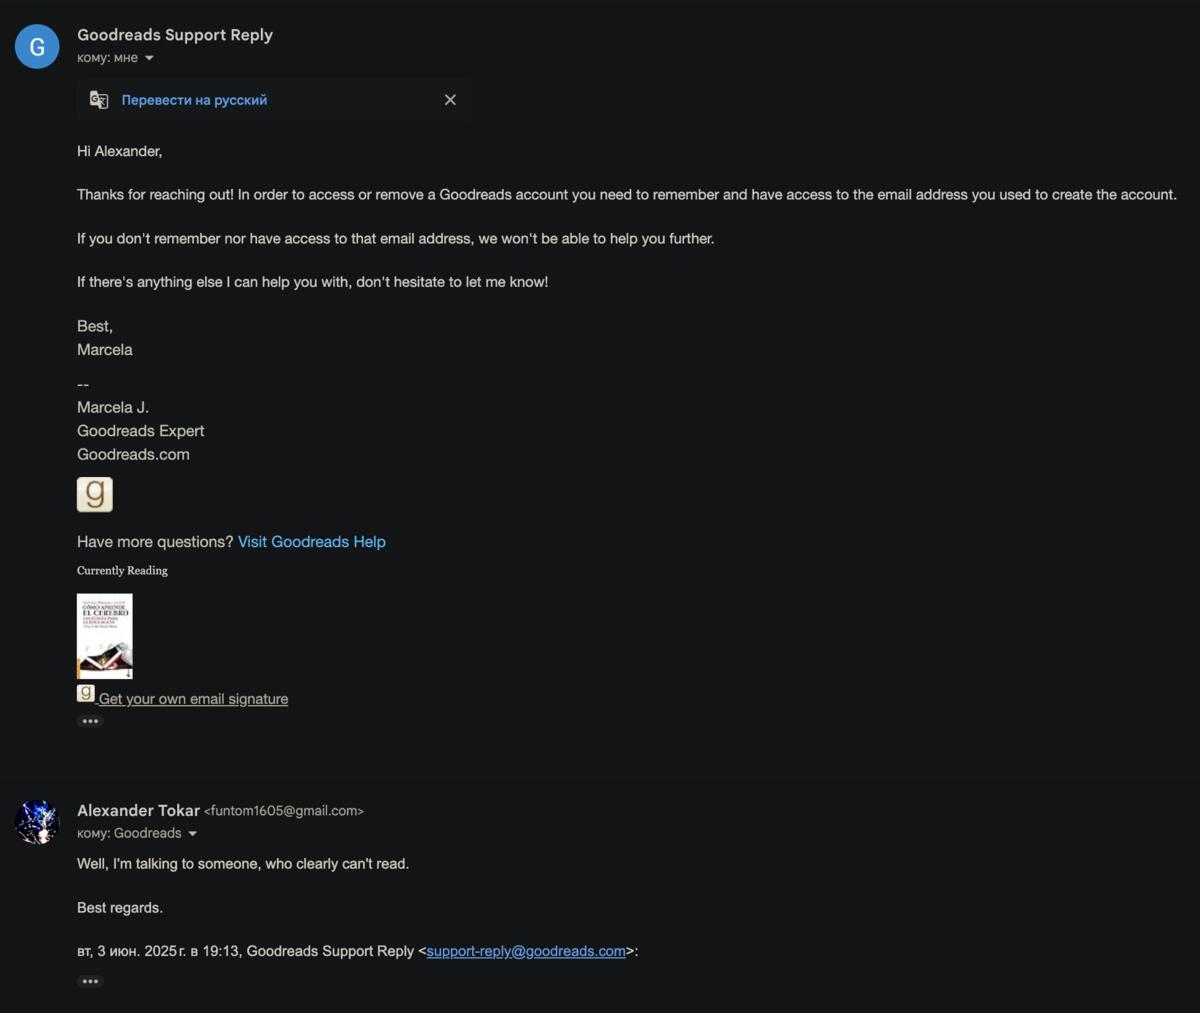 G
Goodreads Support Reply
кому: мне
Перевести на русский
Hi Alexander,
Thanks for reaching out! In order to access or remove a Goodreads account you need to remember and have access to the email address you used to create the account.
If you don't remember nor have access to that email address, we won't be able to help you further.
If there's anything else I can help you with, don't hesitate to let me know!
Best,
Marcela
--
Marcela J.
Goodreads Expert
Goodreads.com
g
Have more questions? Visit Goodreads Help
Currently Reading
CÓMO APRENDE
EL CEREBRO
g Get your own email signature
Alexander Tokar <funtom1605@gmail.com>
кому: Goodreads
Well, I'm talking to someone, who clearly can't read.
Best regards.
вт, 3 июн. 2025 г. в 19:13, Goodreads Support Reply <support-reply@goodreads.com>: